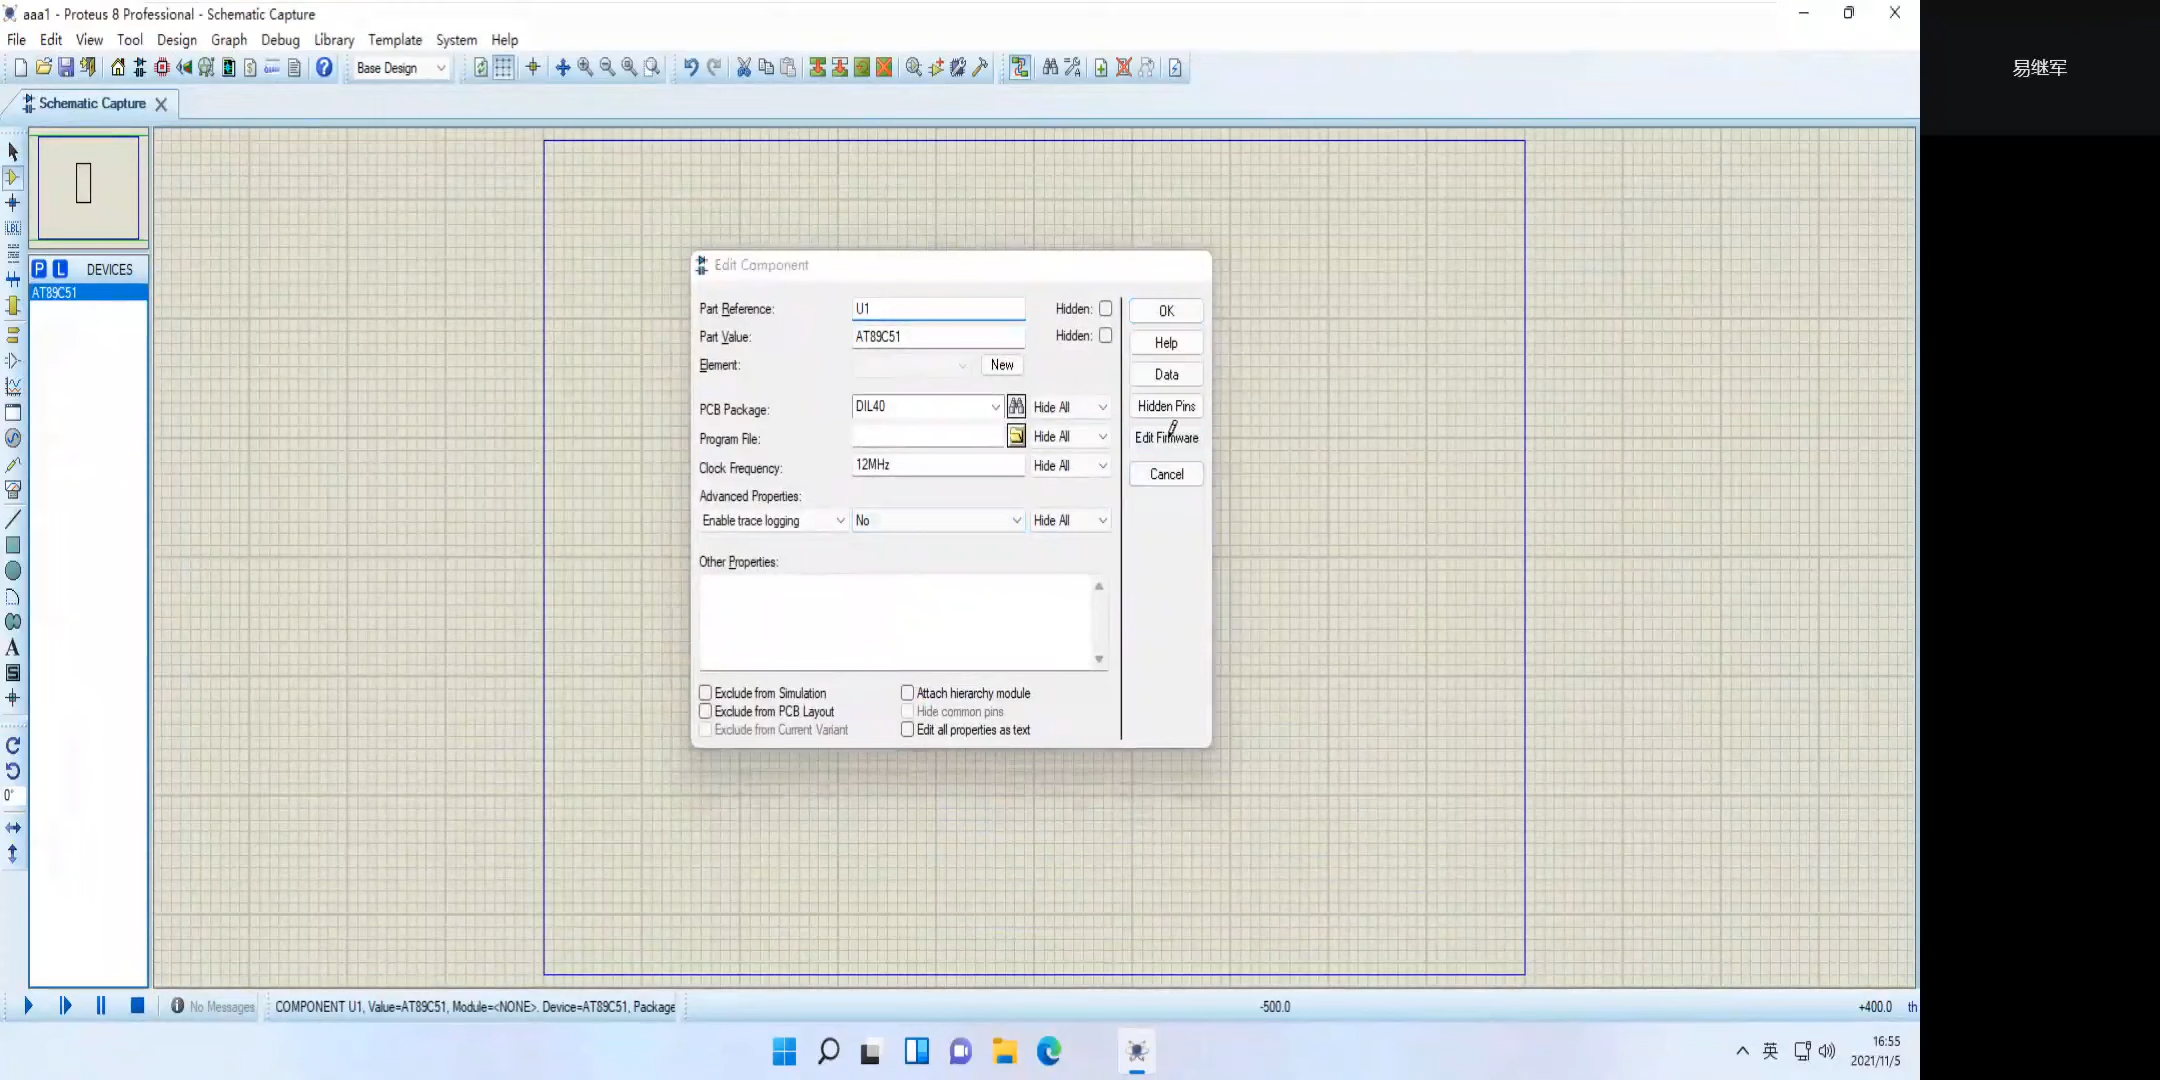 aaa1 - Proteus 8 Professional - Schematic Capture
File Edit View Tool Design Graph Debug Library Template System Help
Base Design
Schematic Capture
易继军
P L DEVICES
AT89C51
LBL
A
S
0°
Edit Component
Part Reference: U1 Hidden: OK
Part Value: AT89C51 Hidden: Help
Element: New Data
PCB Package: DIL40 Hide All Hidden Pins
Program File: Hide All Edit Firmware
Clock Frequency: 12MHz Hide All Cancel
Advanced Properties:
Enable trace logging No Hide All
Other Properties:
Exclude from Simulation Attach hierarchy module
Exclude from PCB Layout Hide common pins
Exclude from Current Variant Edit all properties as text
No Messages COMPONENT U1, Value=AT89C51, Module=<NONE>. Device=AT89C51, Package -500.0 +400.0 th
英 16:55
2021/11/5